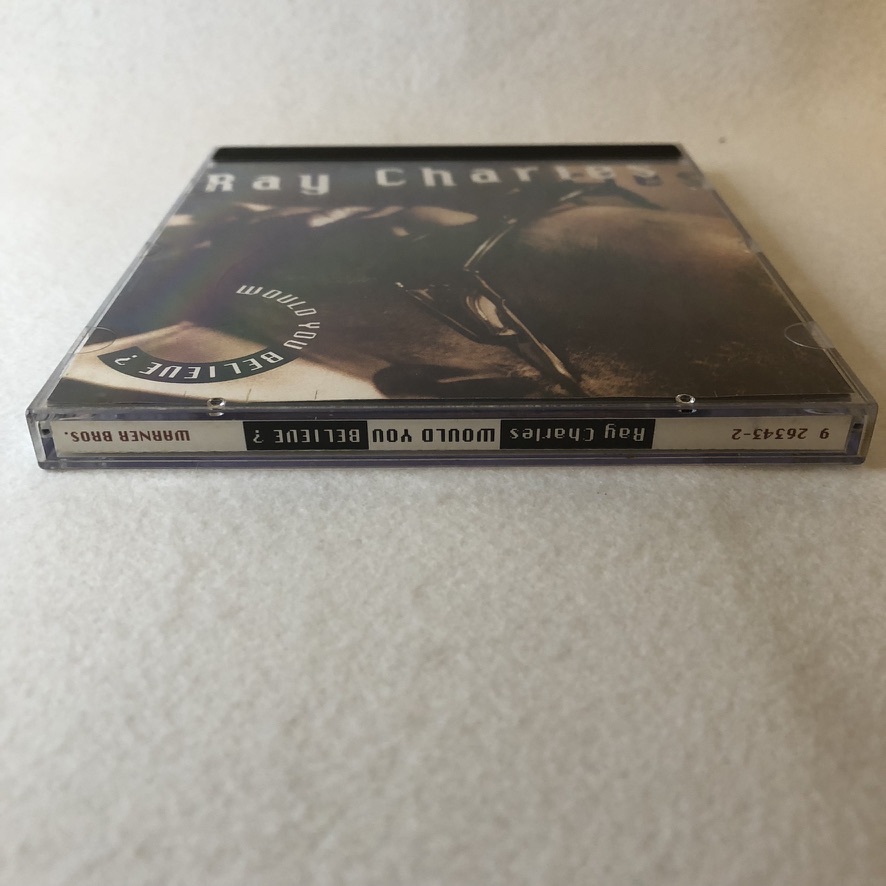 Ray Charles
WOULD YOU BELIEVE ?
9 26343-2 Ray Charles WOULD YOU BELIEVE ? WARNER BROS.